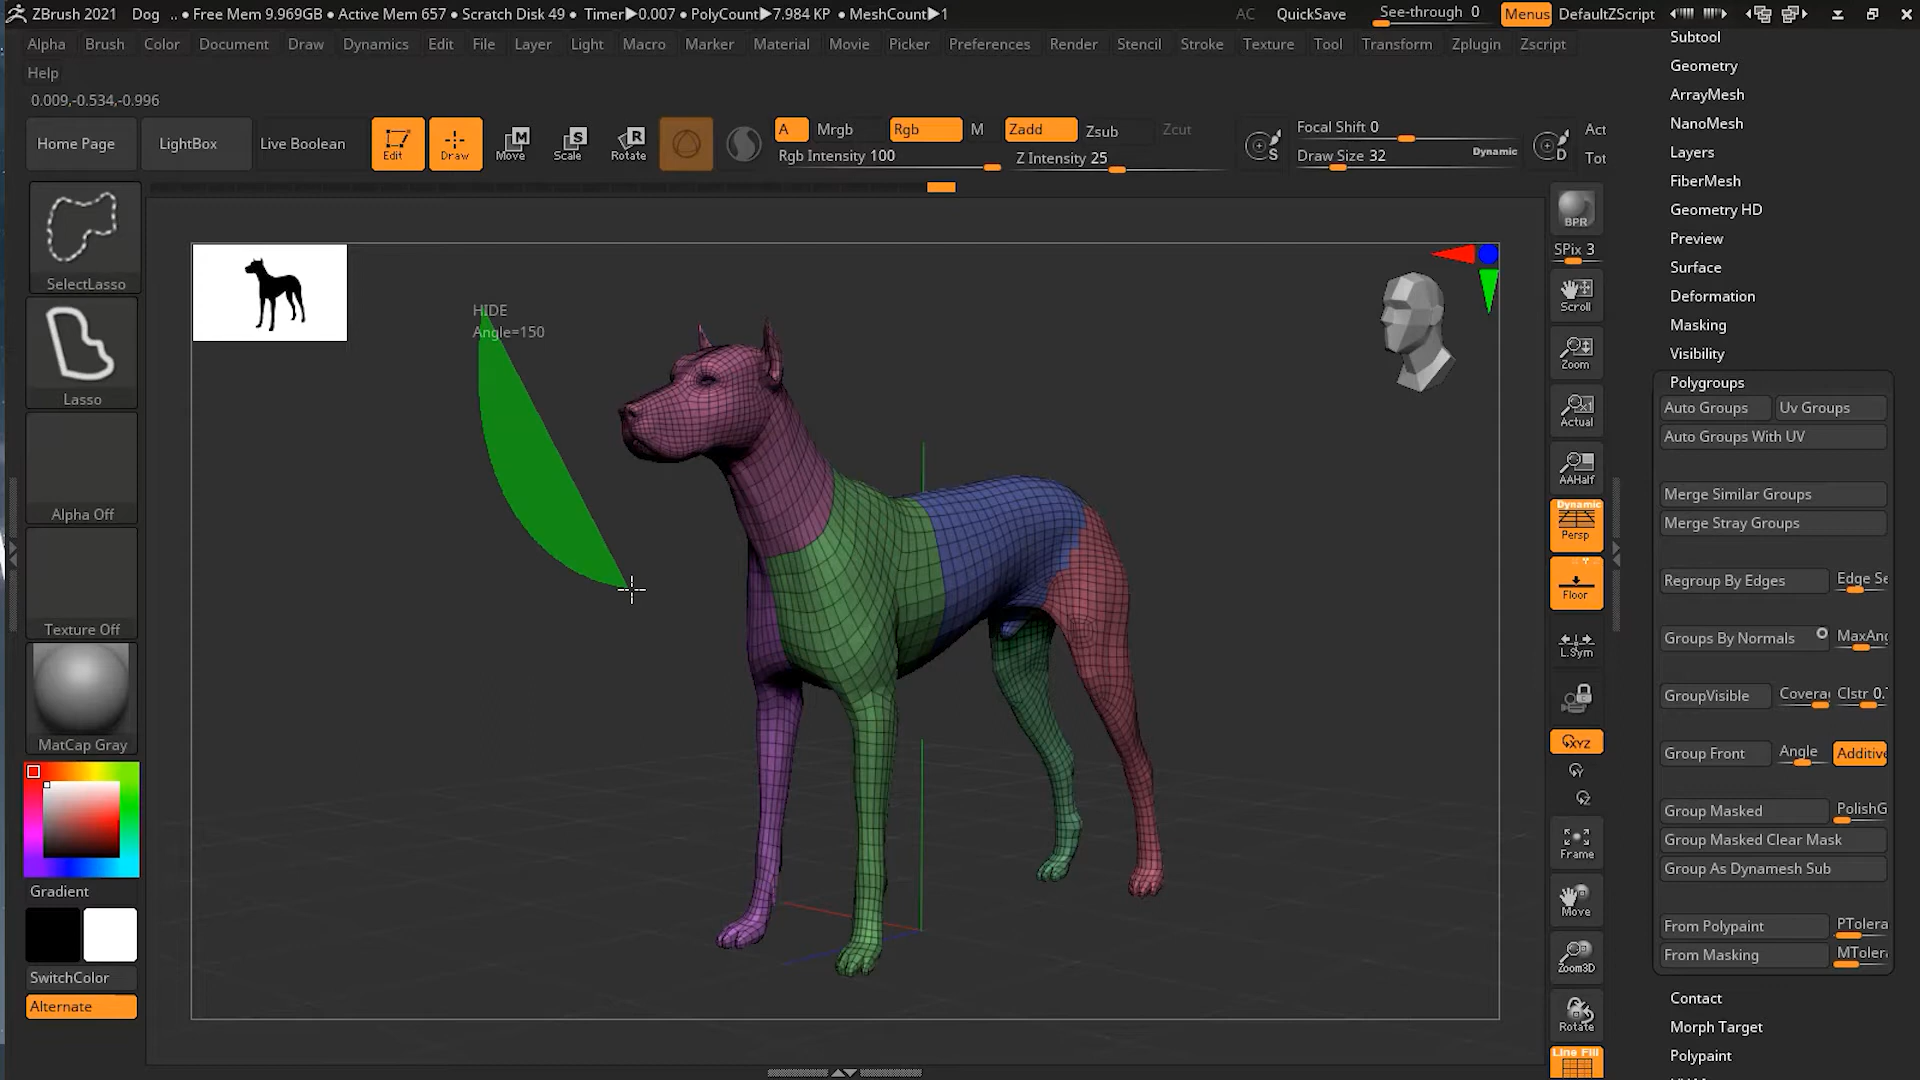 ZBrush 2021 Dog .. • Free Mem 9.969GB • Active Mem 657 • Scratch Disk 49 • Timer▶0.007 • PolyCount▶7.984 KP • MeshCount▶1 AC QuickSave See-through 0 Menus DefaultZScript
Alpha Brush Color Document Draw Dynamics Edit File Layer Light Macro Marker Material Movie Picker Preferences Render Stencil Stroke Surface Texture Tool Transform Zplugin Zscript
Help
0.009,-0.534,-0.996
Home Page LightBox Live Boolean Edit Draw Move Scale Rotate
M S R
A Mrgb Rgb M Zadd Zsub Zcut
Rgb Intensity 100 Z Intensity 25
S Focal Shift 0 D Act
Draw Size 32 Dynamic Tot
SelectLasso
Lasso
Alpha Off
Texture Off
MatCap Gray
Gradient
SwitchColor
Alternate
HIDE
Angle=150
BPR
SPix 3
Scroll
Zoom
Actual
AAHalf
Dynamic
Persp
Floor
L.Sym
XYZ
Frame
Move
Zoom3D
Rotate
Line Fill
Subtool
Geometry
ArrayMesh
NanoMesh
Layers
FiberMesh
Geometry HD
Preview
Surface
Deformation
Masking
Visibility
Polygroups
Auto Groups Uv Groups
Auto Groups With UV
Merge Similar Groups
Merge Stray Groups
Regroup By Edges Edge Se
Groups By Normals MaxAng
GroupVisible Covera Clstr 0.
Group Front Angle Additive
Group Masked PolishG
Group Masked Clear Mask
Group As Dynamesh Sub
From Polypaint PTolera
From Masking MTolera
Contact
Morph Target
Polypaint